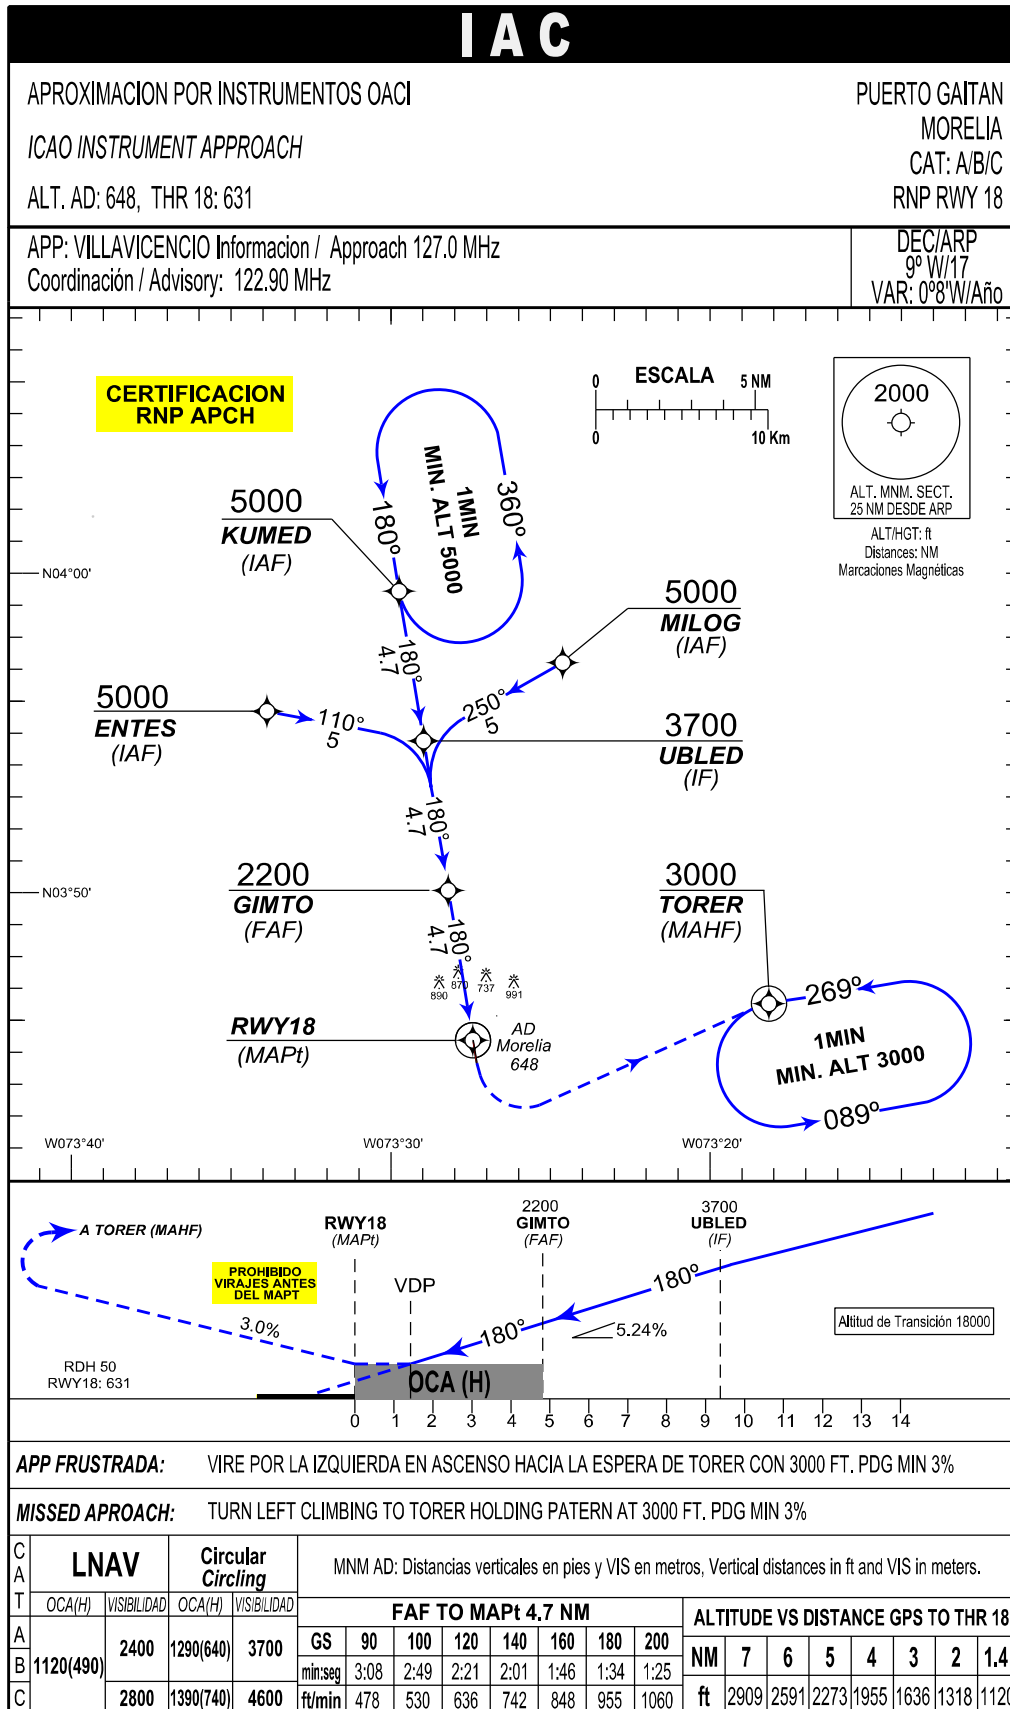 IAC
APROXIMACION POR INSTRUMENTOS OACI
ICAO INSTRUMENT APPROACH
ALT. AD: 648, THR 18: 631
PUERTO GAITAN
MORELIA
CAT: A/B/C
RNP RWY 18
APP: VILLAVICENCIO Informacion / Approach 127.0 MHz
Coordinación / Advisory: 122.90 MHz
DEC/ARP
9º W/17
VAR: 0º8'W/Año
CERTIFICACION
RNP APCH
0 ESCALA 5 NM
0 10 Km
2000
ALT. MNM. SECT.
25 NM DESDE ARP
ALT/HGT: ft
Distances: NM
Marcaciones Magnéticas
1MIN
MIN. ALT 5000
180º
360º
5000
KUMED
(IAF)
N04°00'
5000
MILOG
(IAF)
180°
4.7
5000
ENTES
(IAF)
110°
5
250°
5
3700
UBLED
(IF)
180°
4.7
2200
GIMTO
(FAF)
N03°50'
3000
TORER
(MAHF)
180°
4.7
890
870
737
991
RWY18
(MAPt)
AD
Morelia
648
269º
1MIN
MIN. ALT 3000
089º
W073°40'
W073°30'
W073°20'
A TORER (MAHF)
RWY18
(MAPt)
2200
GIMTO
(FAF)
3700
UBLED
(IF)
PROHIBIDO
VIRAJES ANTES
DEL MAPT
VDP
180°
3.0%
180°
5.24%
Altitud de Transición 18000
RDH 50
RWY18: 631
OCA (H)
0 1 2 3 4 5 6 7 8 9 10 11 12 13 14
APP FRUSTRADA: VIRE POR LA IZQUIERDA EN ASCENSO HACIA LA ESPERA DE TORER CON 3000 FT. PDG MIN 3%
MISSED APROACH: TURN LEFT CLIMBING TO TORER HOLDING PATERN AT 3000 FT. PDG MIN 3%
CAT
LNAV
Circular
Circling
MNM AD: Distancias verticales en pies y VIS en metros, Vertical distances in ft and VIS in meters.
OCA(H) VISIBILIDAD OCA(H) VISIBILIDAD
A
B
C
1120(490)
2400 1290(640) 3700
2800 1390(740) 4600
FAF TO MAPt 4.7 NM
GS 90 100 120 140 160 180 200
min:seg 3:08 2:49 2:21 2:01 1:46 1:34 1:25
ft/min 478 530 636 742 848 955 1060
ALTITUDE VS DISTANCE GPS TO THR 18
NM 7 6 5 4 3 2 1.4
ft 2909 2591 2273 1955 1636 1318 1120